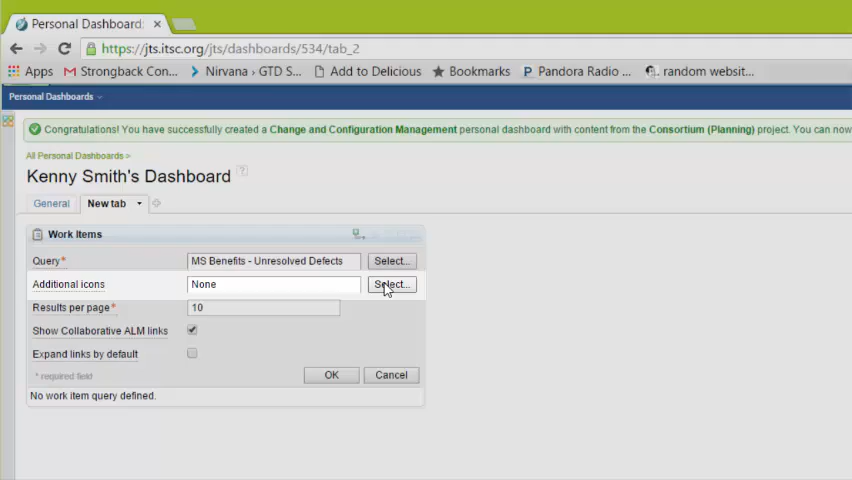 Personal Dashboard:
https://jts.itsc.org/jts/dashboards/534/tab_2
Apps Strongback Con... Nirvana › GTD S... Add to Delicious Bookmarks Pandora Radio ... random websit...
Personal Dashboards
Congratulations! You have successfully created a Change and Configuration Management personal dashboard with content from the Consortium (Planning) project. You can now
All Personal Dashboards >
Kenny Smith's Dashboard ?
General New tab
Work Items
Query* MS Benefits - Unresolved Defects Select...
Additional icons None Select...
Results per page* 10
Show Collaborative ALM links
Expand links by default
* required field OK Cancel
No work item query defined.